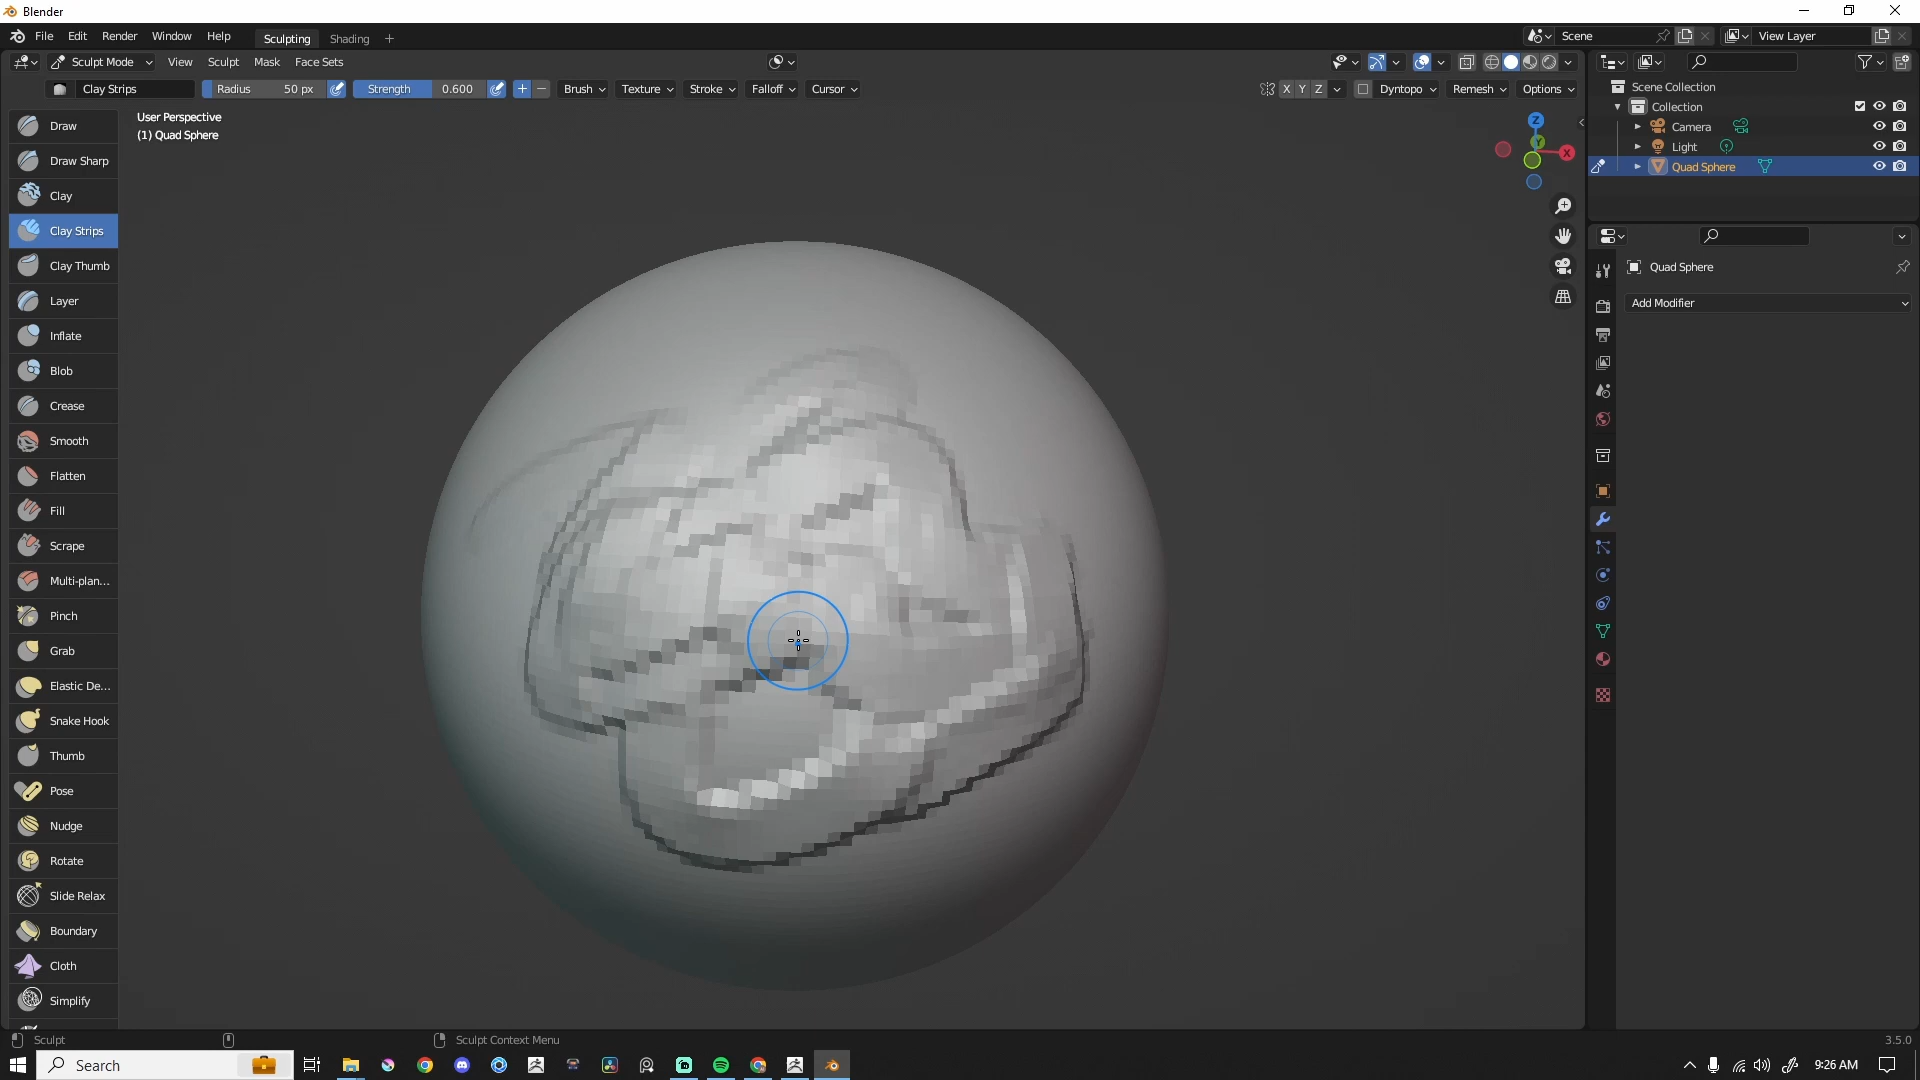 Blender
File Edit Render Window Help Sculpting Shading + Scene View Layer
Sculpt Mode View Sculpt Mask Face Sets
Clay Strips Radius 50 px Strength 0.600 + − Brush Texture Stroke Falloff Cursor X Y Z Dyntopo Remesh Options
User Perspective
(1) Quad Sphere
Z
Y
X
Draw
Draw Sharp
Clay
Clay Strips
Clay Thumb
Layer
Inflate
Blob
Crease
Smooth
Flatten
Fill
Scrape
Multi-plan...
Pinch
Grab
Elastic De...
Snake Hook
Thumb
Pose
Nudge
Rotate
Slide Relax
Boundary
Cloth
Simplify
Scene Collection
Collection
Camera
Light
Quad Sphere
Quad Sphere
Add Modifier
Sculpt Sculpt Context Menu 3.5.0
Search 9:26 AM